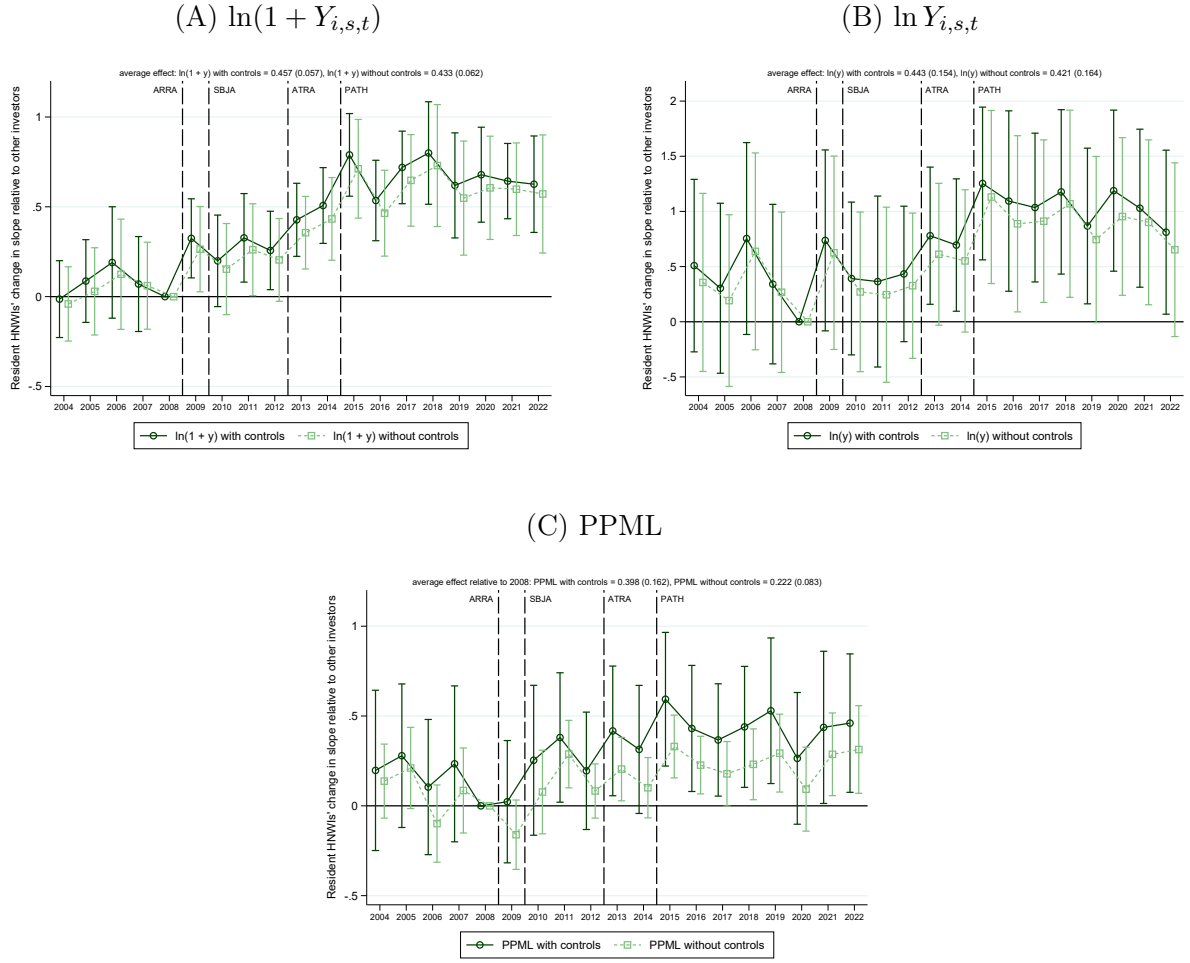 (A) ln(1 + Y_{i,s,t})
average effect: ln(1 + y) with controls = 0.457 (0.057), ln(1 + y) without controls = 0.433 (0.062)
ARRA SBJA ATRA PATH
Resident HNWIs' change in slope relative to other investors
1
.5
0
-.5
2004 2005 2006 2007 2008 2009 2010 2011 2012 2013 2014 2015 2016 2017 2018 2019 2020 2021 2022
ln(1 + y) with controls ln(1 + y) without controls
(B) ln Y_{i,s,t}
average effect: ln(y) with controls = 0.443 (0.154), ln(y) without controls = 0.421 (0.164)
ARRA SBJA ATRA PATH
Resident HNWIs' change in slope relative to other investors
2
1.5
1
.5
0
-.5
2004 2005 2006 2007 2008 2009 2010 2011 2012 2013 2014 2015 2016 2017 2018 2019 2020 2021 2022
ln(y) with controls ln(y) without controls
(C) PPML
average effect relative to 2008: PPML with controls = 0.398 (0.162), PPML without controls = 0.222 (0.083)
ARRA SBJA ATRA PATH
Resident HNWIs' change in slope relative to other investors
1
.5
0
-.5
2004 2005 2006 2007 2008 2009 2010 2011 2012 2013 2014 2015 2016 2017 2018 2019 2020 2021 2022
PPML with controls PPML without controls